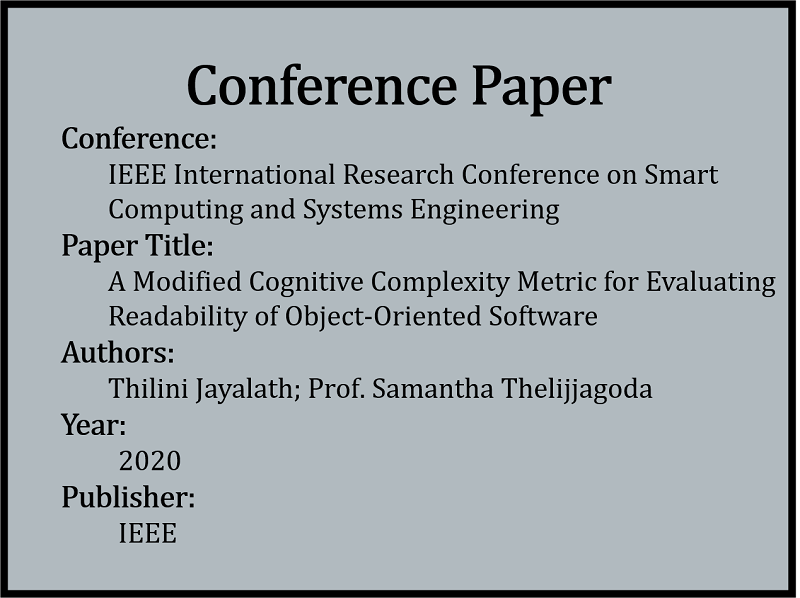 Conference Paper
Conference:
IEEE International Research Conference on Smart
Computing and Systems Engineering
Paper Title:
A Modified Cognitive Complexity Metric for Evaluating
Readability of Object-Oriented Software
Authors:
Thilini Jayalath; Prof. Samantha Thelijjagoda
Year:
2020
Publisher:
IEEE